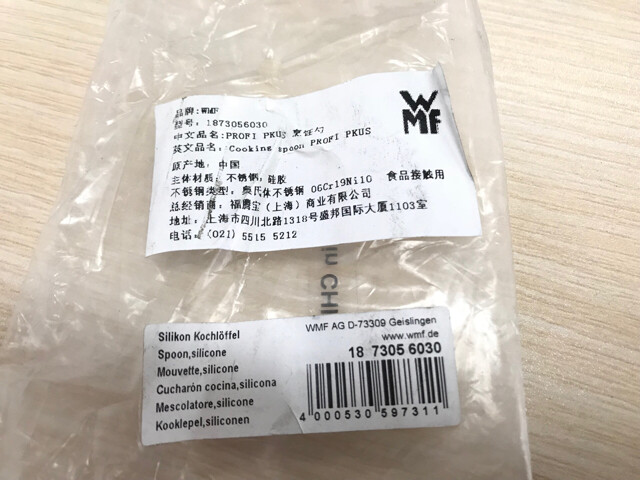 品牌:WMF
型号: 1873056030
中文品名:PROFI PKUS 烹饪勺
英文品名: Cooking spoon PROFI PKUS
原产地: 中国
主体材质: 不锈钢, 硅胶
不锈钢类型: 奥氏体不锈钢 06Cr19Ni10 食品接触用
总经销商: 福腾宝(上海)商业有限公司
地址: 上海市四川北路1318号盛邦国际大厦1103室
电话: (021) 5515 5212
WMF
in CHI
Silikon Kochlöffel
Spoon,silicone
Mouvette,silicone
Cucharón cocina,silicona
Mescolatore,silicone
Kooklepel,siliconen
WMF AG D-73309 Geislingen
www.wmf.de
18 7305 6030
4 000530 597311